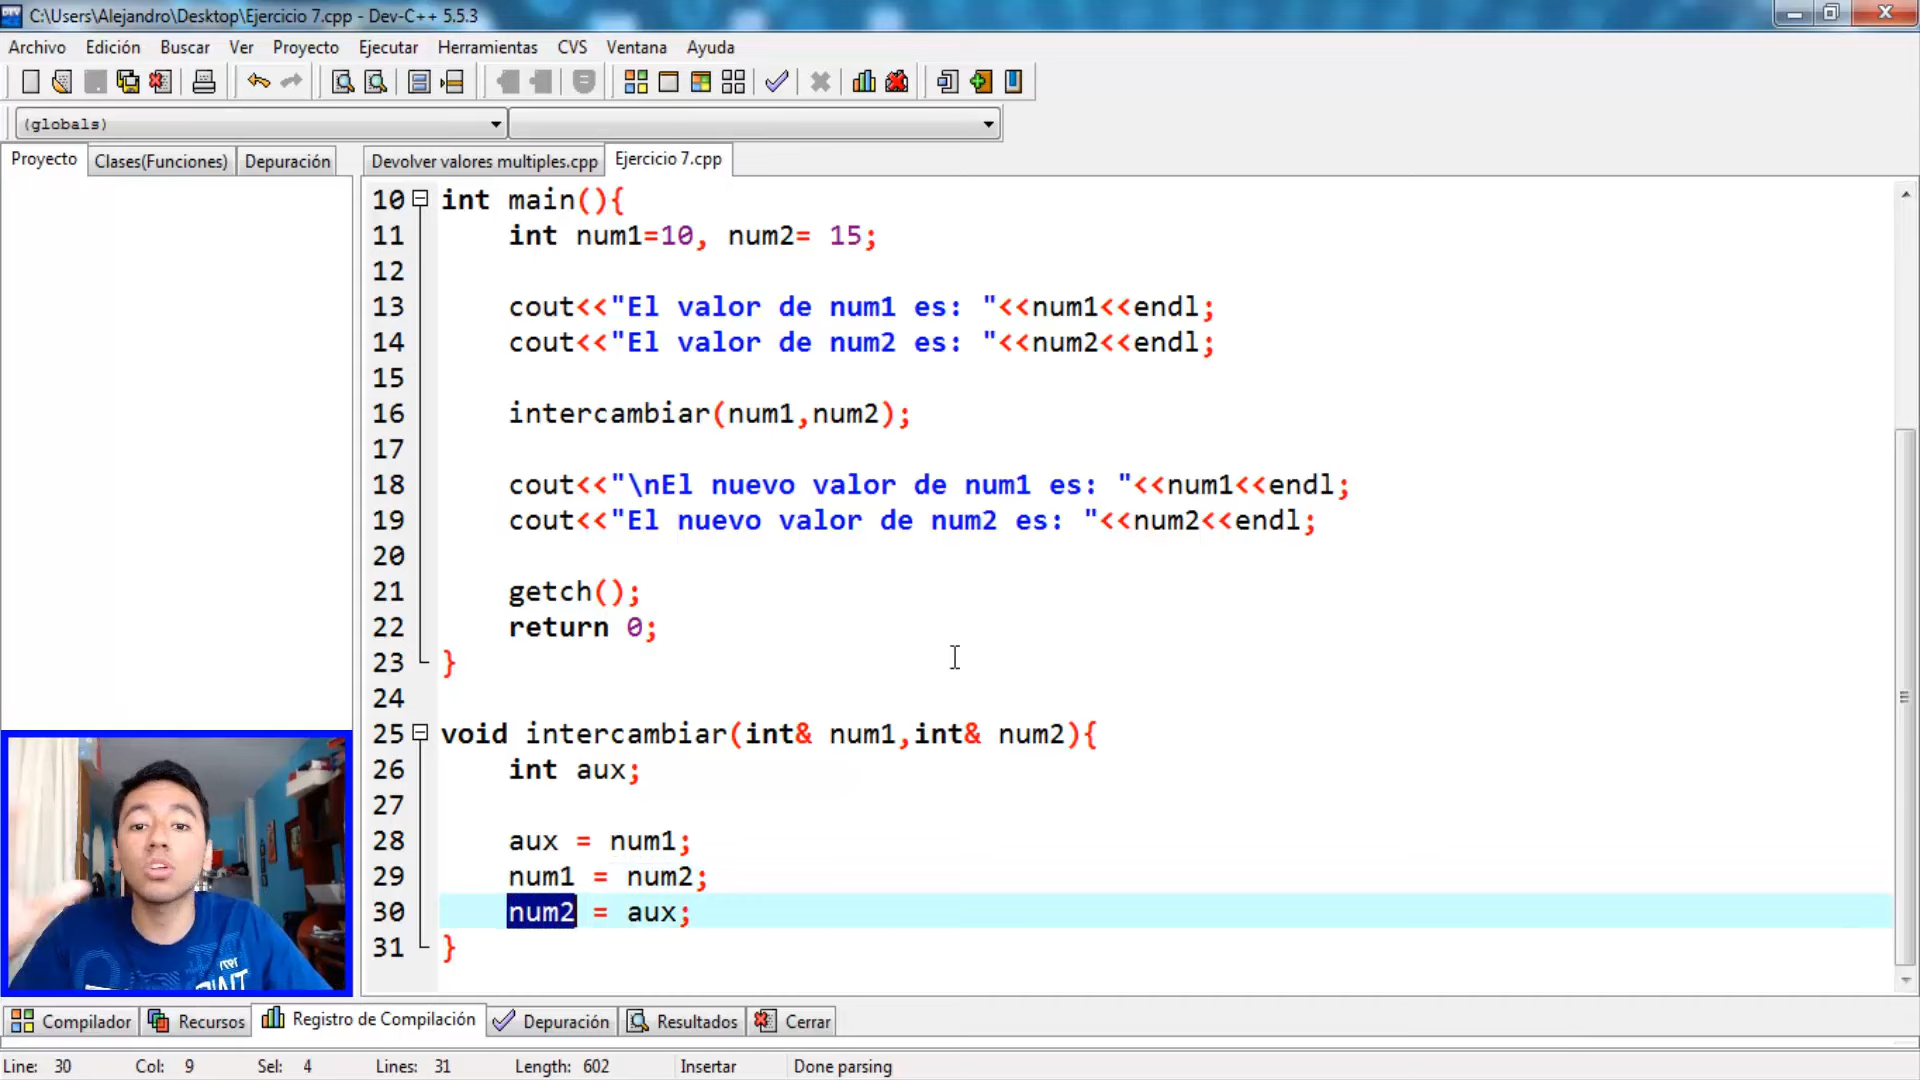 C:\Users\Alejandro\Desktop\Ejercicio 7.cpp - Dev-C++ 5.5.3
Archivo Edición Buscar Ver Proyecto Ejecutar Herramientas CVS Ventana Ayuda
(globals)
Proyecto Clases(Funciones) Depuración Devolver valores multiples.cpp Ejercicio 7.cpp
10 int main(){
11 int num1=10, num2= 15;
12
13 cout<<"El valor de num1 es: "<<num1<<endl;
14 cout<<"El valor de num2 es: "<<num2<<endl;
15
16 intercambiar(num1,num2);
17
18 cout<<"\nEl nuevo valor de num1 es: "<<num1<<endl;
19 cout<<"El nuevo valor de num2 es: "<<num2<<endl;
20
21 getch();
22 return 0;
23 }
24
25 void intercambiar(int& num1,int& num2){
26 int aux;
27
28 aux = num1;
29 num1 = num2;
30 num2 = aux;
31 }
Compilador Recursos Registro de Compilación Depuración Resultados Cerrar
Line: 30 Col: 9 Sel: 4 Lines: 31 Length: 602 Insertar Done parsing